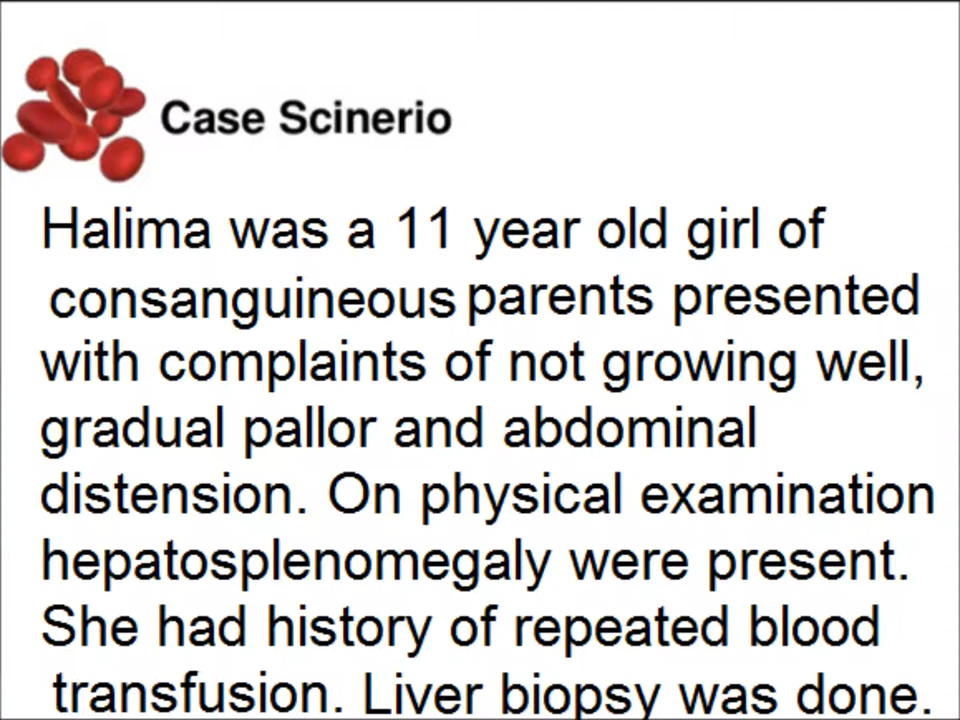 Case Scinerio
Halima was a 11 year old girl of
consanguineous parents presented
with complaints of not growing well,
gradual pallor and abdominal
distension. On physical examination
hepatosplenomegaly were present.
She had history of repeated blood
transfusion. Liver biopsy was done.